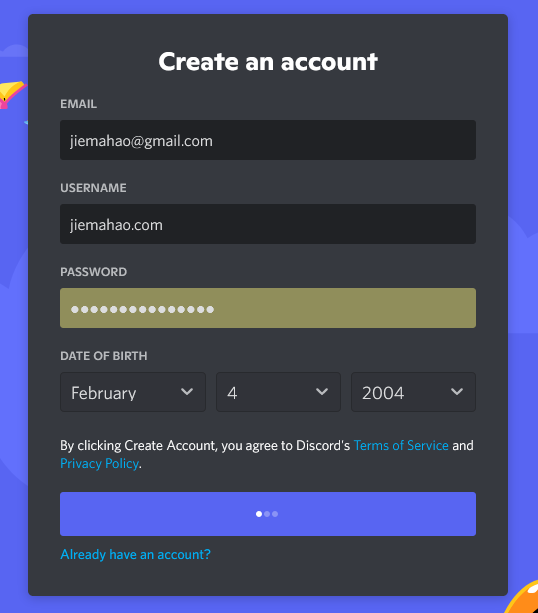 Create an account
EMAIL
jiemahao@gmail.com
USERNAME
jiemahao.com
PASSWORD
●●●●●●●●●●●●●●●
DATE OF BIRTH
February 4 2004
By clicking Create Account, you agree to Discord's Terms of Service and
Privacy Policy.
Already have an account?